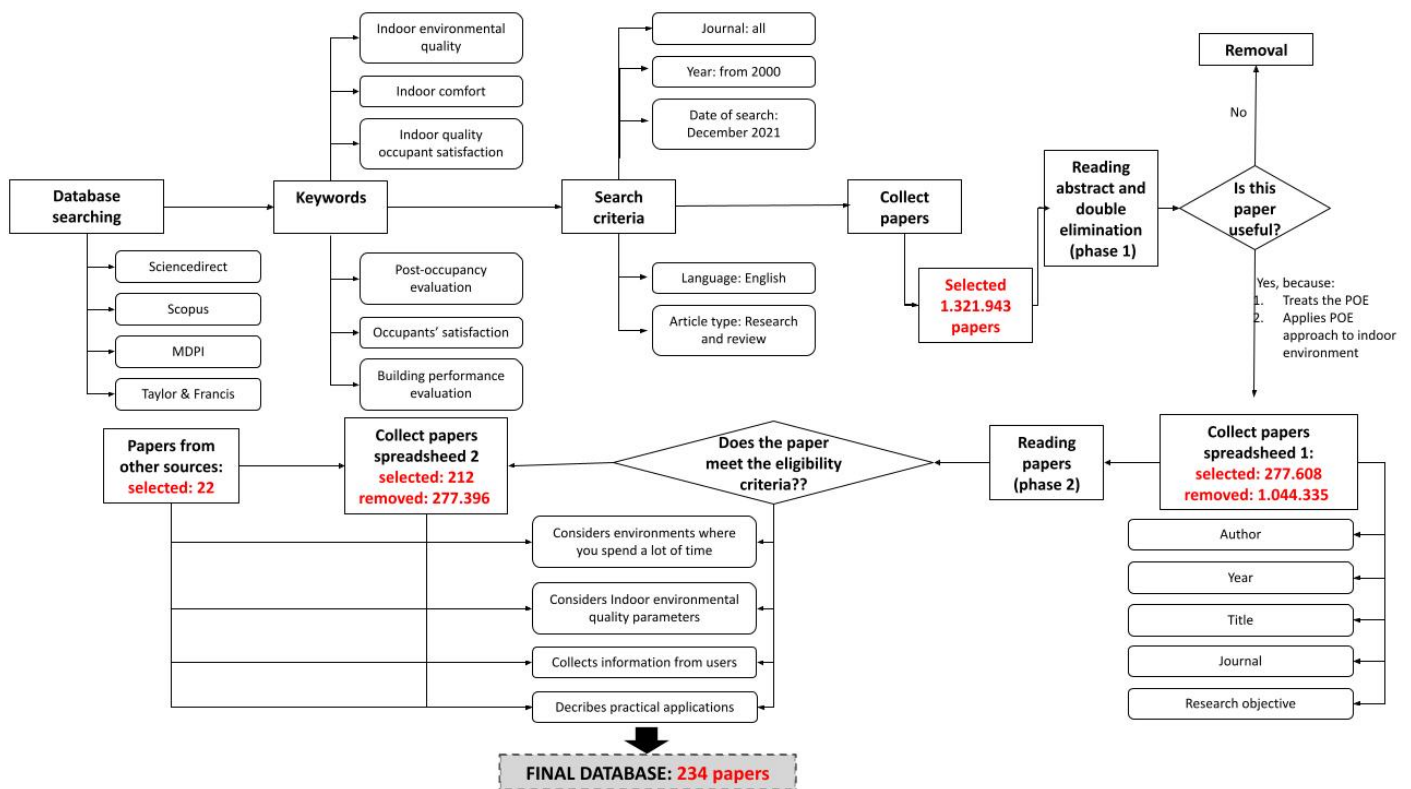 Database
searching
Sciencedirect
Scopus
MDPI
Taylor & Francis
Indoor environmental
quality
Indoor comfort
Indoor quality
occupant satisfaction
Keywords
Post-occupancy
evaluation
Occupants’ satisfaction
Building performance
evaluation
Journal: all
Year: from 2000
Date of search:
December 2021
Search
criteria
Language: English
Article type: Research
and review
Collect
papers
Selected
1.321.943
papers
Reading
abstract and
double
elimination
(phase 1)
Removal
No
Is this
paper
useful?
Yes, because:
1. Treats the POE
2. Applies POE
approach to indoor
environment
Collect papers
spreadsheed 1:
selected: 277.608
removed: 1.044.335
Author
Year
Title
Journal
Research objective
Reading
papers
(phase 2)
Does the paper
meet the eligibility
criteria??
Considers environments where
you spend a lot of time
Considers Indoor environmental
quality parameters
Collects information from users
Decribes practical applications
Collect papers
spreadsheed 2
selected: 212
removed: 277.396
Papers from
other sources:
selected: 22
FINAL DATABASE: 234 papers